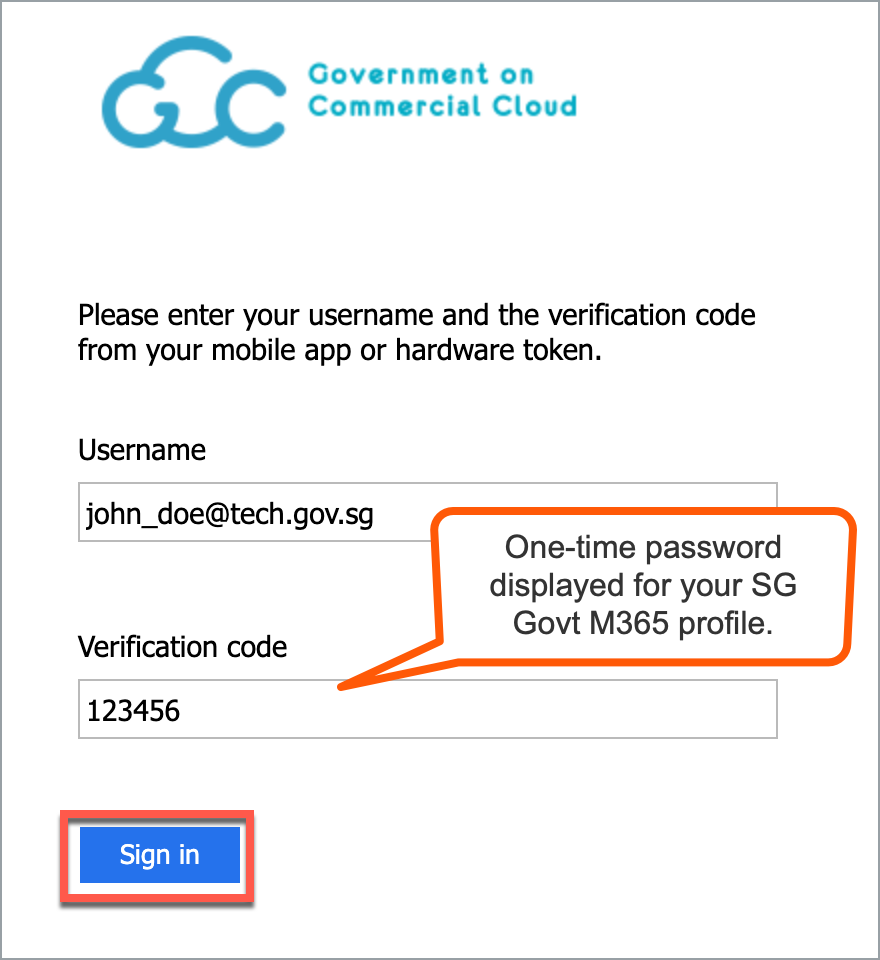 GCC
Government on
Commercial Cloud
Please enter your username and the verification code
from your mobile app or hardware token.
Username
john_doe@tech.gov.sg
One-time password
displayed for your SG
Govt M365 profile.
Verification code
123456
Sign in